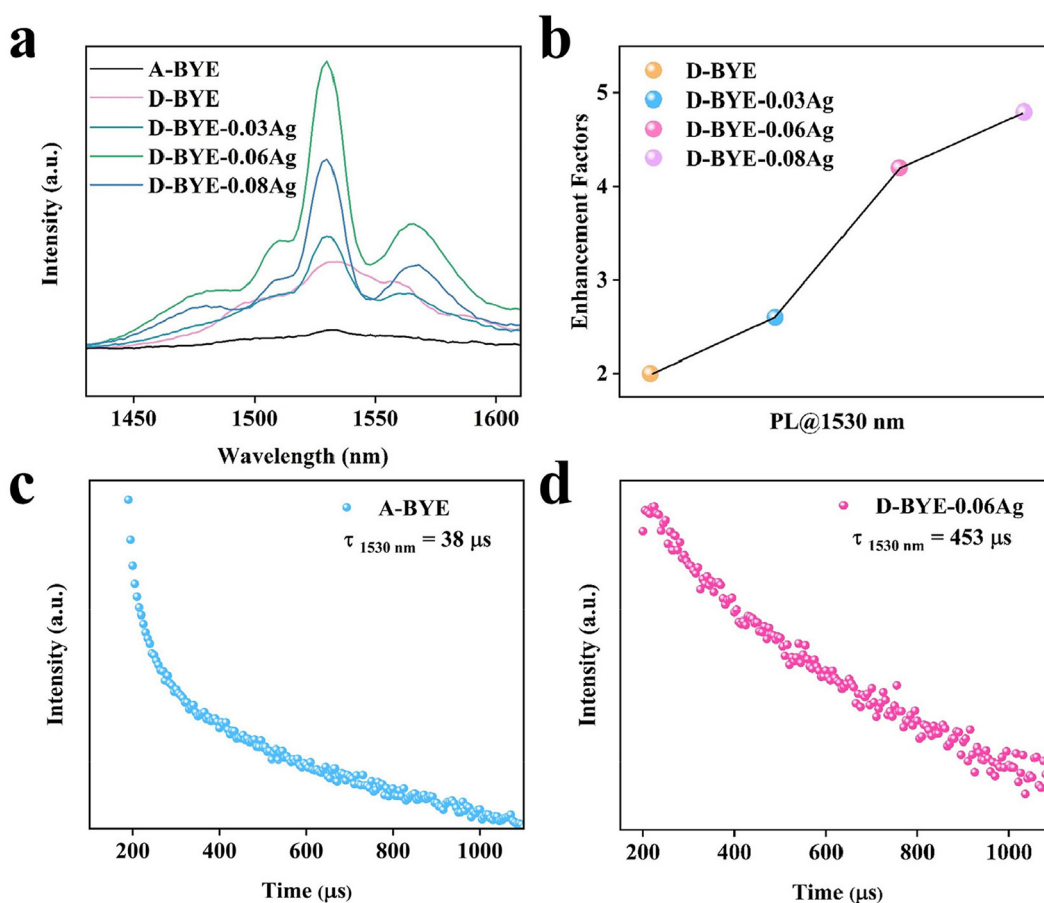 a
A-BYE
D-BYE
D-BYE-0.03Ag
D-BYE-0.06Ag
D-BYE-0.08Ag
Intensity (a.u.)
1450 1500 1550 1600
Wavelength (nm)
b
D-BYE
D-BYE-0.03Ag
D-BYE-0.06Ag
D-BYE-0.08Ag
5
4
3
2
Enhancement Factors
PL@1530 nm
c
A-BYE
τ 1530 nm = 38 μs
Intensity (a.u.)
200 400 600 800 1000
Time (μs)
d
D-BYE-0.06Ag
τ 1530 nm = 453 μs
Intensity (a.u.)
200 400 600 800 1000
Time (μs)